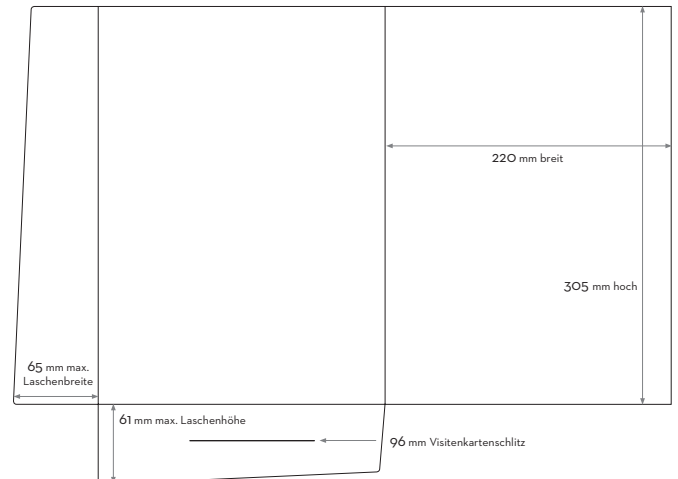 220 mm breit
305 mm hoch
65 mm max.
Laschenbreite
61 mm max. Laschenhöhe
96 mm Visitenkartenschlitz